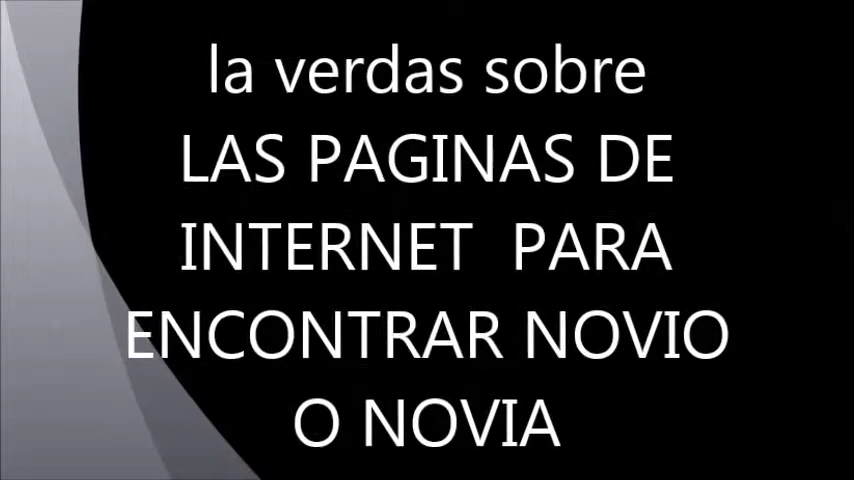 la verdas sobre
LAS PAGINAS DE
INTERNET PARA
ENCONTRAR NOVIO
O NOVIA